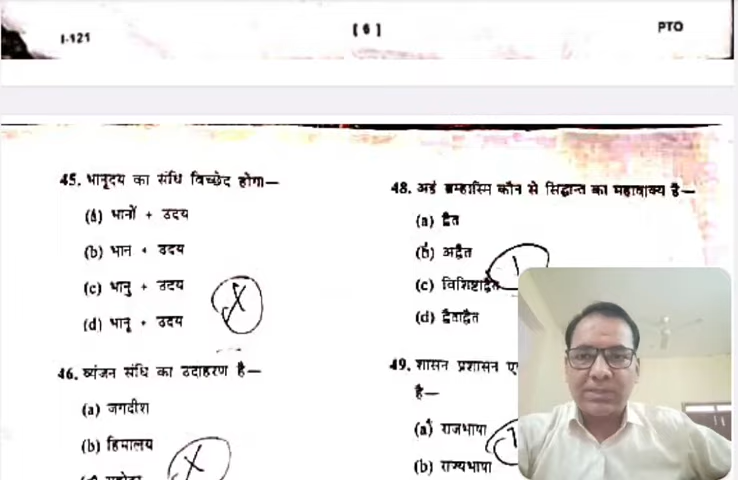 I-121
[ 6 ]
PTO
45. भानूदय का संधि विच्छेद होगा—
(a) भानों + उदय
(b) भान + उदय
(c) भानु + उदय
(d) भानू + उदय
46. व्यंजन संधि का उदाहरण है—
(a) जगदीश
(b) हिमालय
48. अहं ब्रम्हास्मि कौन से सिद्धान्त का महावाक्य है—
(a) द्वैत
(b) अद्वैत
(c) विशिष्टाद्वैत
(d) द्वैताद्वैत
49. शासन प्रशासन
है—
(a) राजभाषा
(b) राज्यभाषा